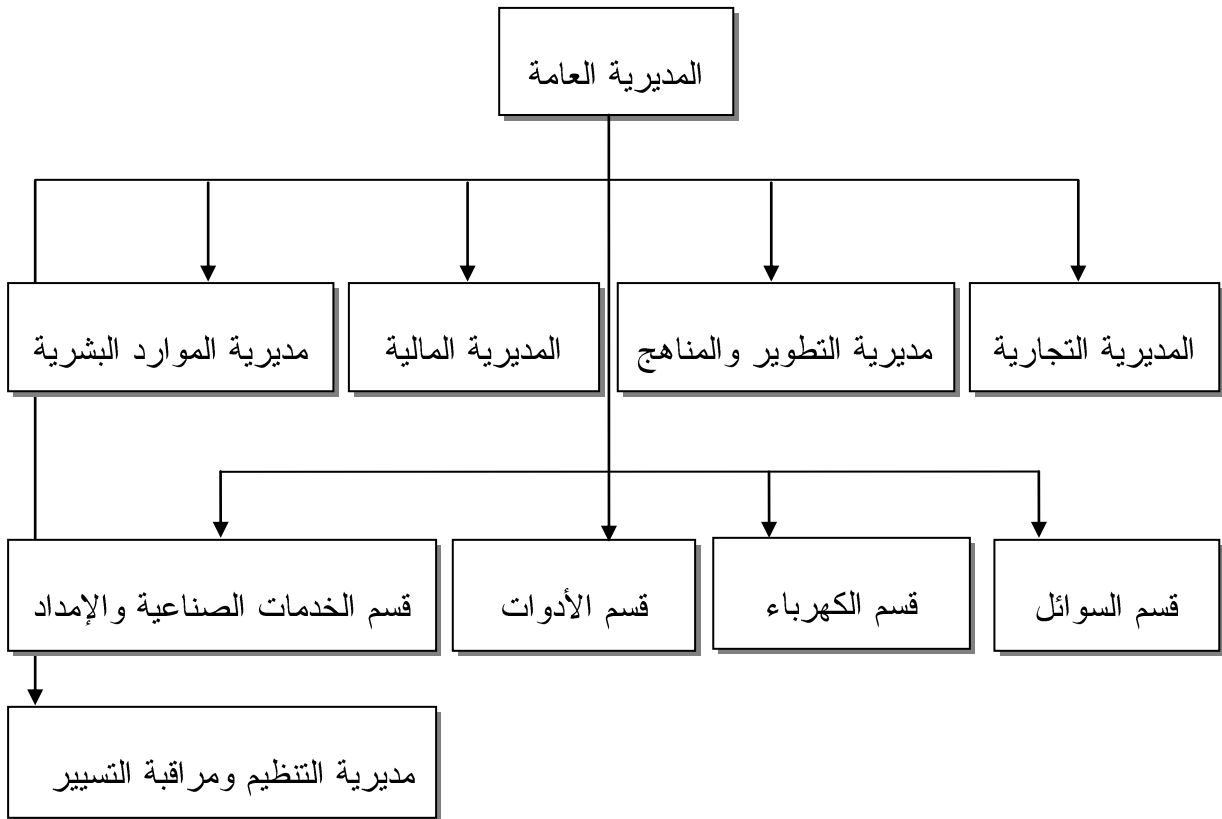 المديرية العامة
المديرية التجارية
مديرية التطوير والمناهج
المديرية المالية
مديرية الموارد البشرية
قسم السوائل
قسم الكهرباء
قسم الأدوات
قسم الخدمات الصناعية والإمداد
مديرية التنظيم ومراقبة التسيير